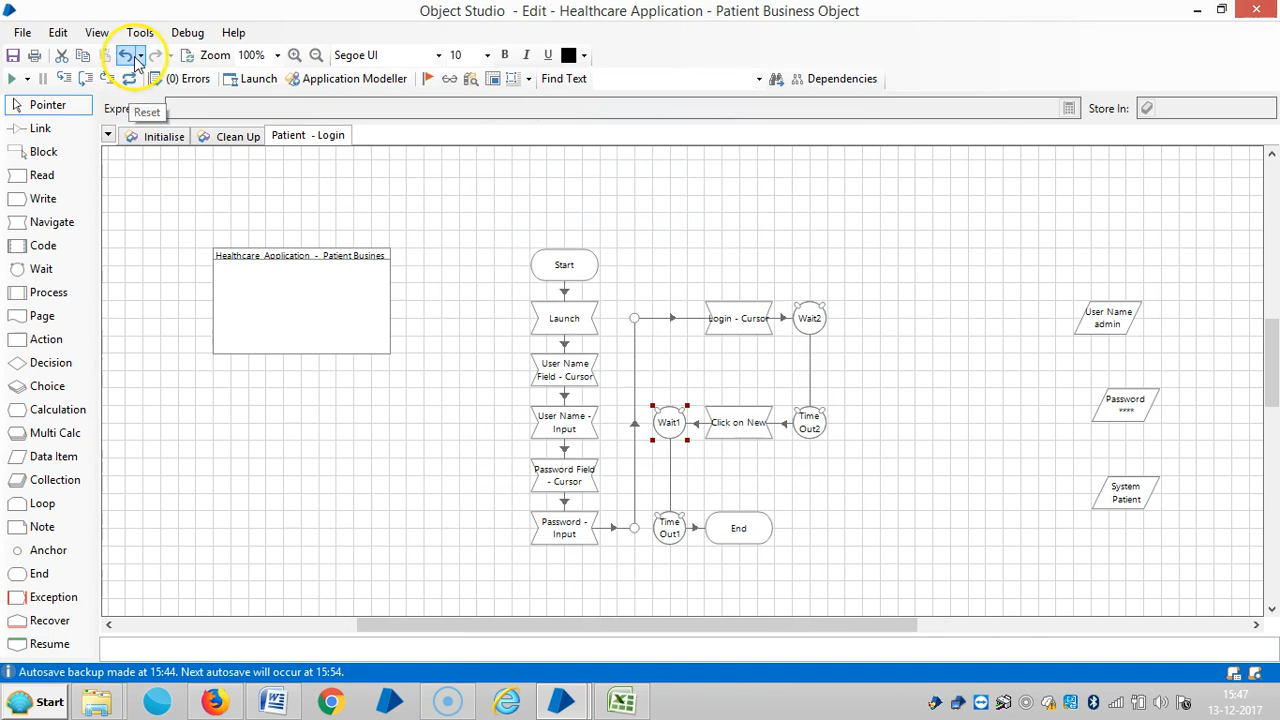 Object Studio - Edit - Healthcare Application - Patient Business Object
File Edit View Tools Debug Help
Zoom 100% Segoe UI 10 B I U
(0) Errors Launch Application Modeller Find Text Dependencies
Pointer
Expre
Reset
Store In:
Link
Initialise Clean Up Patient - Login
Block
Read
Write
Navigate
Code
Wait
Process
Page
Action
Decision
Choice
Calculation
Multi Calc
Data Item
Collection
Loop
Note
Anchor
End
Exception
Recover
Resume
Healthcare Application - Patient Busines
Start
Launch
User Name
Field - Cursor
User Name -
Input
Password Field
- Cursor
Password -
Input
Login - Cursor
Wait2
Wait1
Click on New
Time
Out2
Time
Out1
End
User Name
admin
Password
****
System
Patient
Autosave backup made at 15:44. Next autosave will occur at 15:54.
Start
15:47
13-12-2017